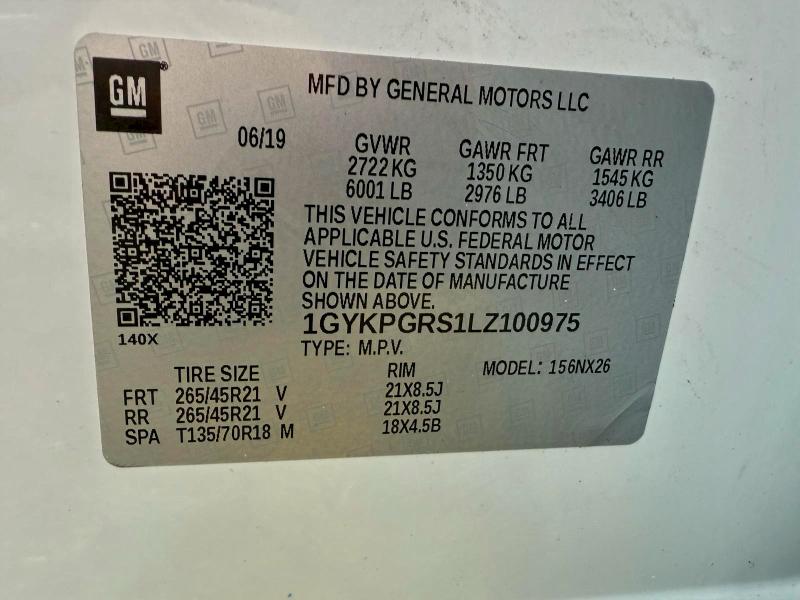 GM
MFD BY GENERAL MOTORS LLC
06/19
GVWR GAWR FRT GAWR RR
2722 KG 1350 KG 1545 KG
6001 LB 2976 LB 3406 LB
THIS VEHICLE CONFORMS TO ALL
APPLICABLE U.S. FEDERAL MOTOR
VEHICLE SAFETY STANDARDS IN EFFECT
ON THE DATE OF MANUFACTURE
SHOWN ABOVE.
1GYKPGRS1LZ100975
140X
TYPE: M.P.V.
MODEL: 156NX26
TIRE SIZE RIM
FRT 265/45R21 V 21X8.5J
RR 265/45R21 V 21X8.5J
SPA T135/70R18 M 18X4.5B